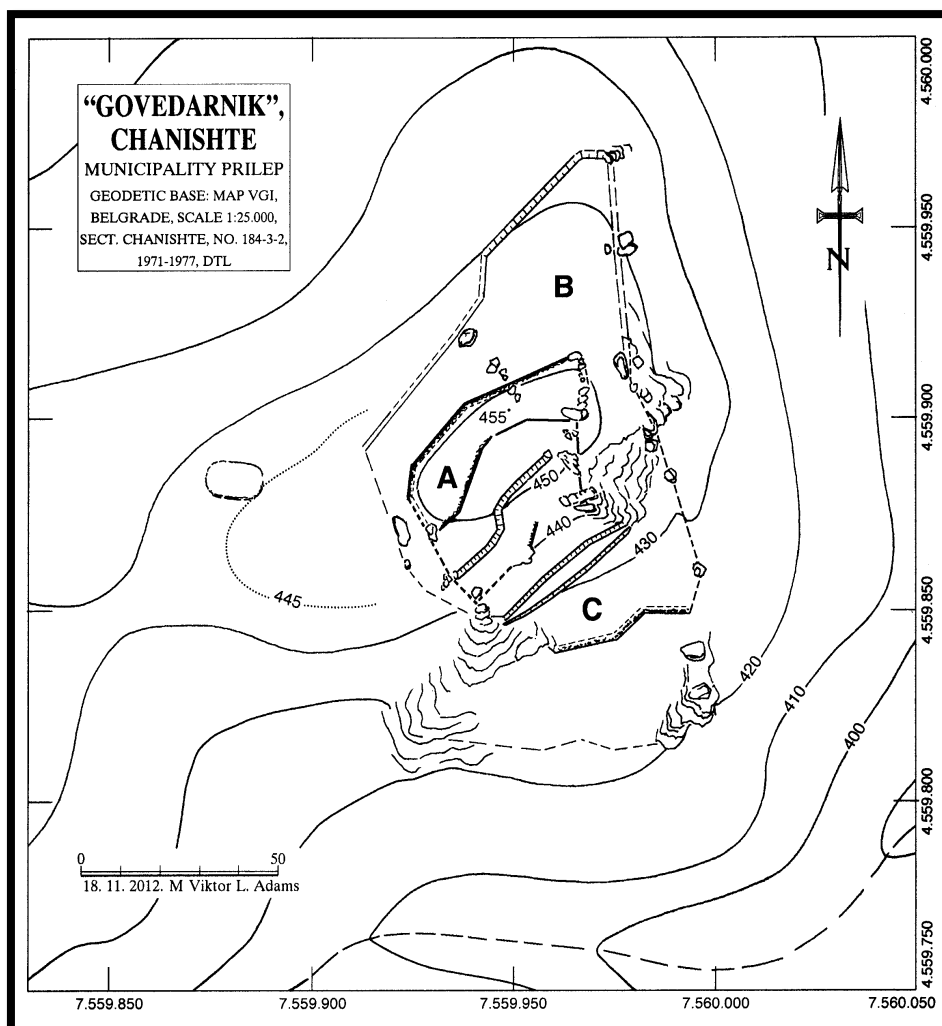 “GOVEDARNIK”,
CHANISHTE
MUNICIPALITY PRILEP
GEODETIC BASE: MAP VGI,
BELGRADE, SCALE 1:25.000,
SECT. CHANISHTE, NO. 184-3-2,
1971-1977, DTL
4.560.000
N
4.559.950
B
455
4.559.900
A
450
440
430
445
C
4.559.850
420
410
400
4.559.800
0 50
18. 11. 2012. M Viktor L. Adams
4.559.750
7.559.850 7.559.900 7.559.950 7.560.000 7.560.050